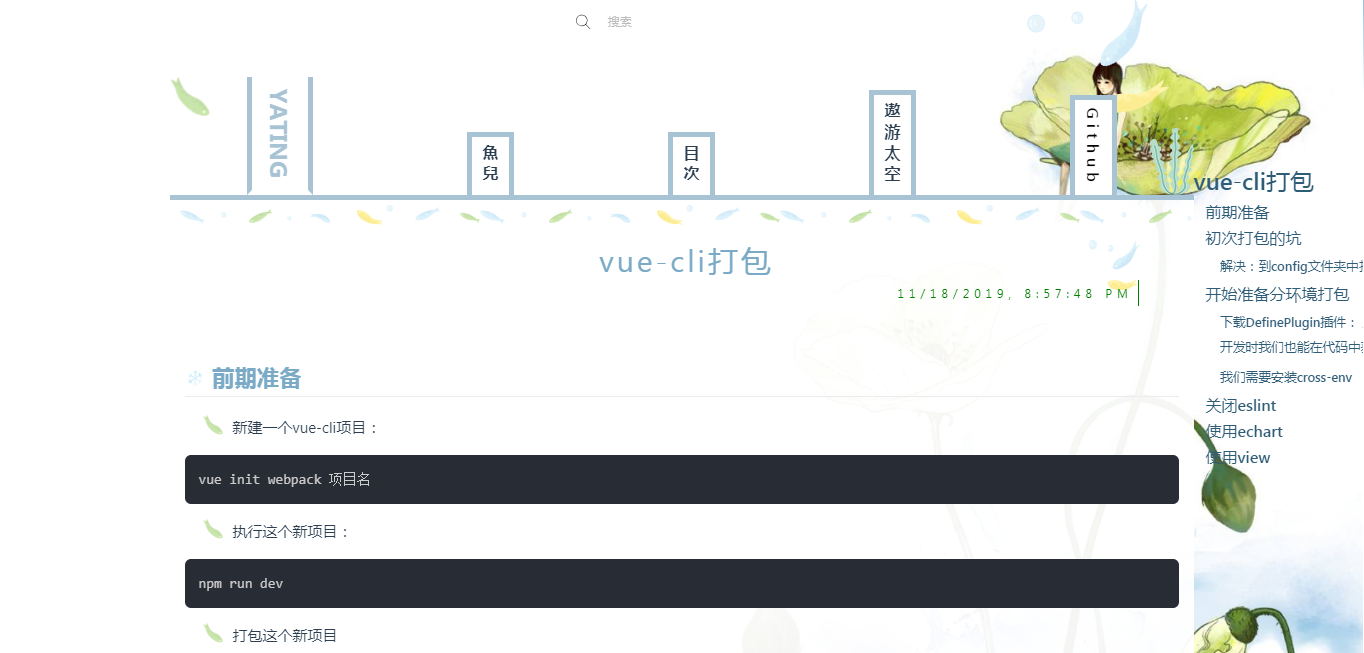 搜索
YATING
魚兒
目次
遨游太空
Github
vue-cli打包
11/18/2019, 8:57:48 PM
前期准备
新建一个vue-cli项目：
vue init webpack 项目名
执行这个新项目：
npm run dev
打包这个新项目
vue-cli打包
前期准备
初次打包的坑
解决：到config文件夹中
开始准备分环境打包
下载DefinePlugin插件：
开发时我们也能在代码中
我们需要安装cross-env
关闭eslint
使用echart
使用view